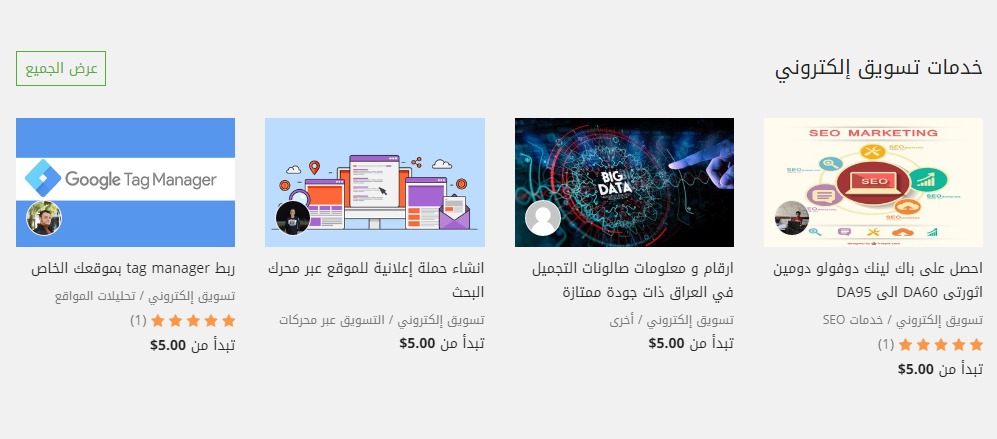 خدمات تسويق إلكتروني
عرض الجميع
SEO MARKETING
SEO
احصل على باك لينك دوفولو دومين
اثورتى DA60 الى DA95
تسويق إلكتروني / خدمات SEO
(1)
تبدأ من $5.00
BIG
DATA
ارقام و معلومات صالونات التجميل
في العراق ذات جودة ممتازة
تسويق إلكتروني / أخرى
تبدأ من $5.00
انشاء حملة إعلانية للموقع عبر محرك
البحث
تسويق إلكتروني / التسويق عبر محركات
تبدأ من $5.00
Google Tag Manager
ربط tag manager بموقعك الخاص
تسويق إلكتروني / تحليلات المواقع
(1)
تبدأ من $5.00